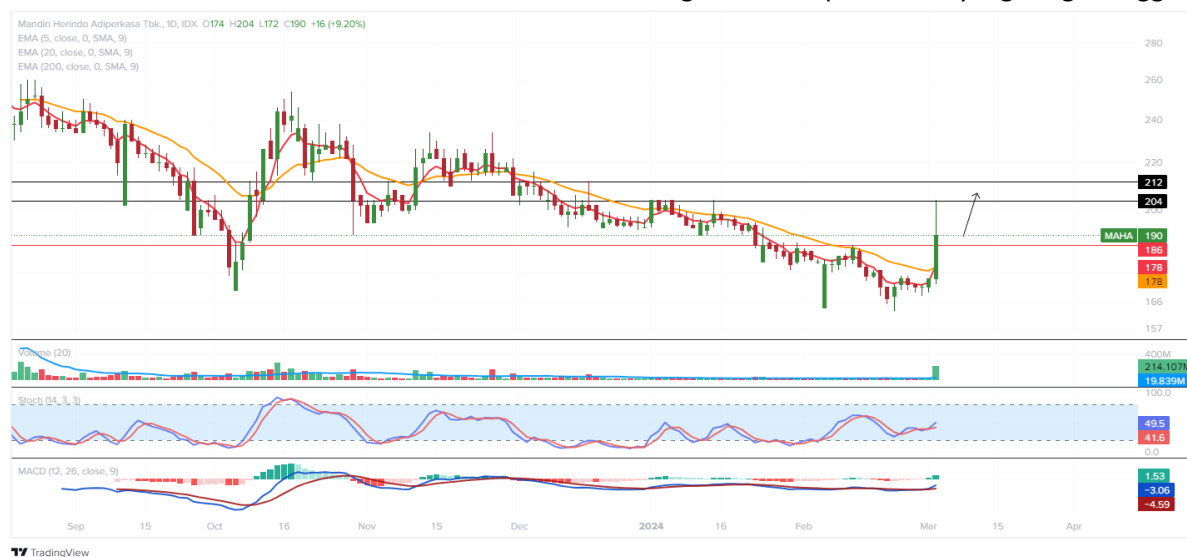 Mandiri Herindo Adiperkasa Tbk., 1D, IDX O174 H204 L172 C190 +16 (+9.20%)
EMA (5, close, 0, SMA, 9)
EMA (20, close, 0, SMA, 9)
EMA (200, close, 0, SMA, 9)
280
260
240
220
212
204
200
MAHA 190
186
178
178
166
157
Volume (20)
400M
214.107M
19.839M
Stoch (14, 3, 3)
100.0
49.5
41.6
0.0
MACD (12, 26, close, 9)
1.53
−3.06
−4.59
Sep 15 Oct 16 Nov 15 Dec 2024 16 Feb Mar 15 Apr
TradingView